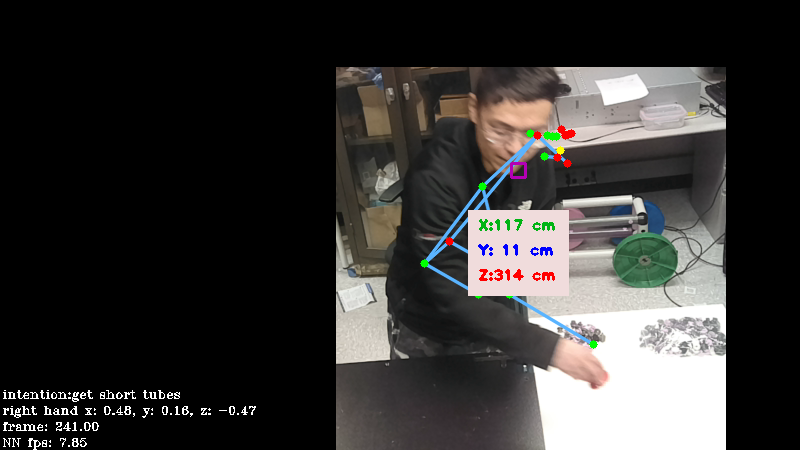 X:117 cm
Y: 11 cm
Z:314 cm
intention:get short tubes
right hand x: 0.48, y: 0.16, z: -0.47
frame: 241.00
NN fps: 7.85